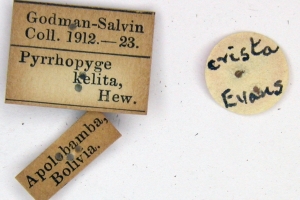 Godman-Salvin
Coll. 1912.—23.
Pyrrhopyge
kelita,
Hew.
Apolobamba,
Bolivia.
crista
Evans